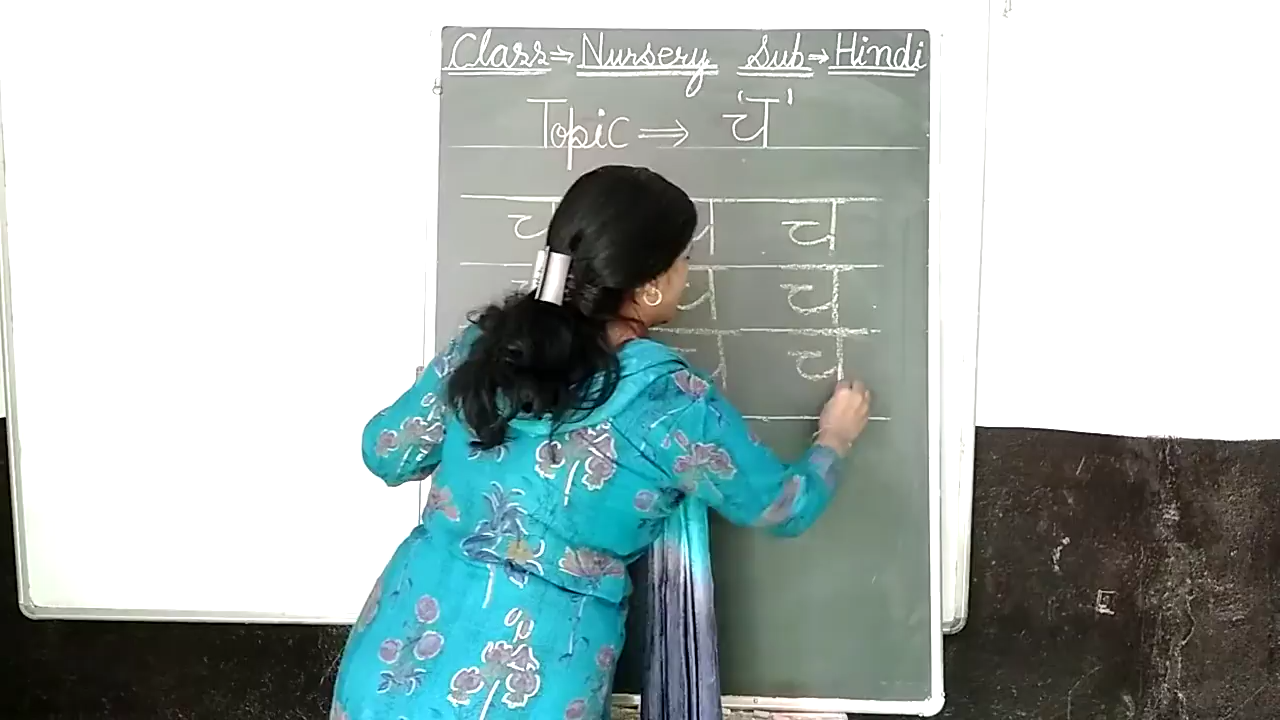 Class⇒ Nursery Sub→ Hindi
Topic ⇒ 'च'
च च च
च च
च च